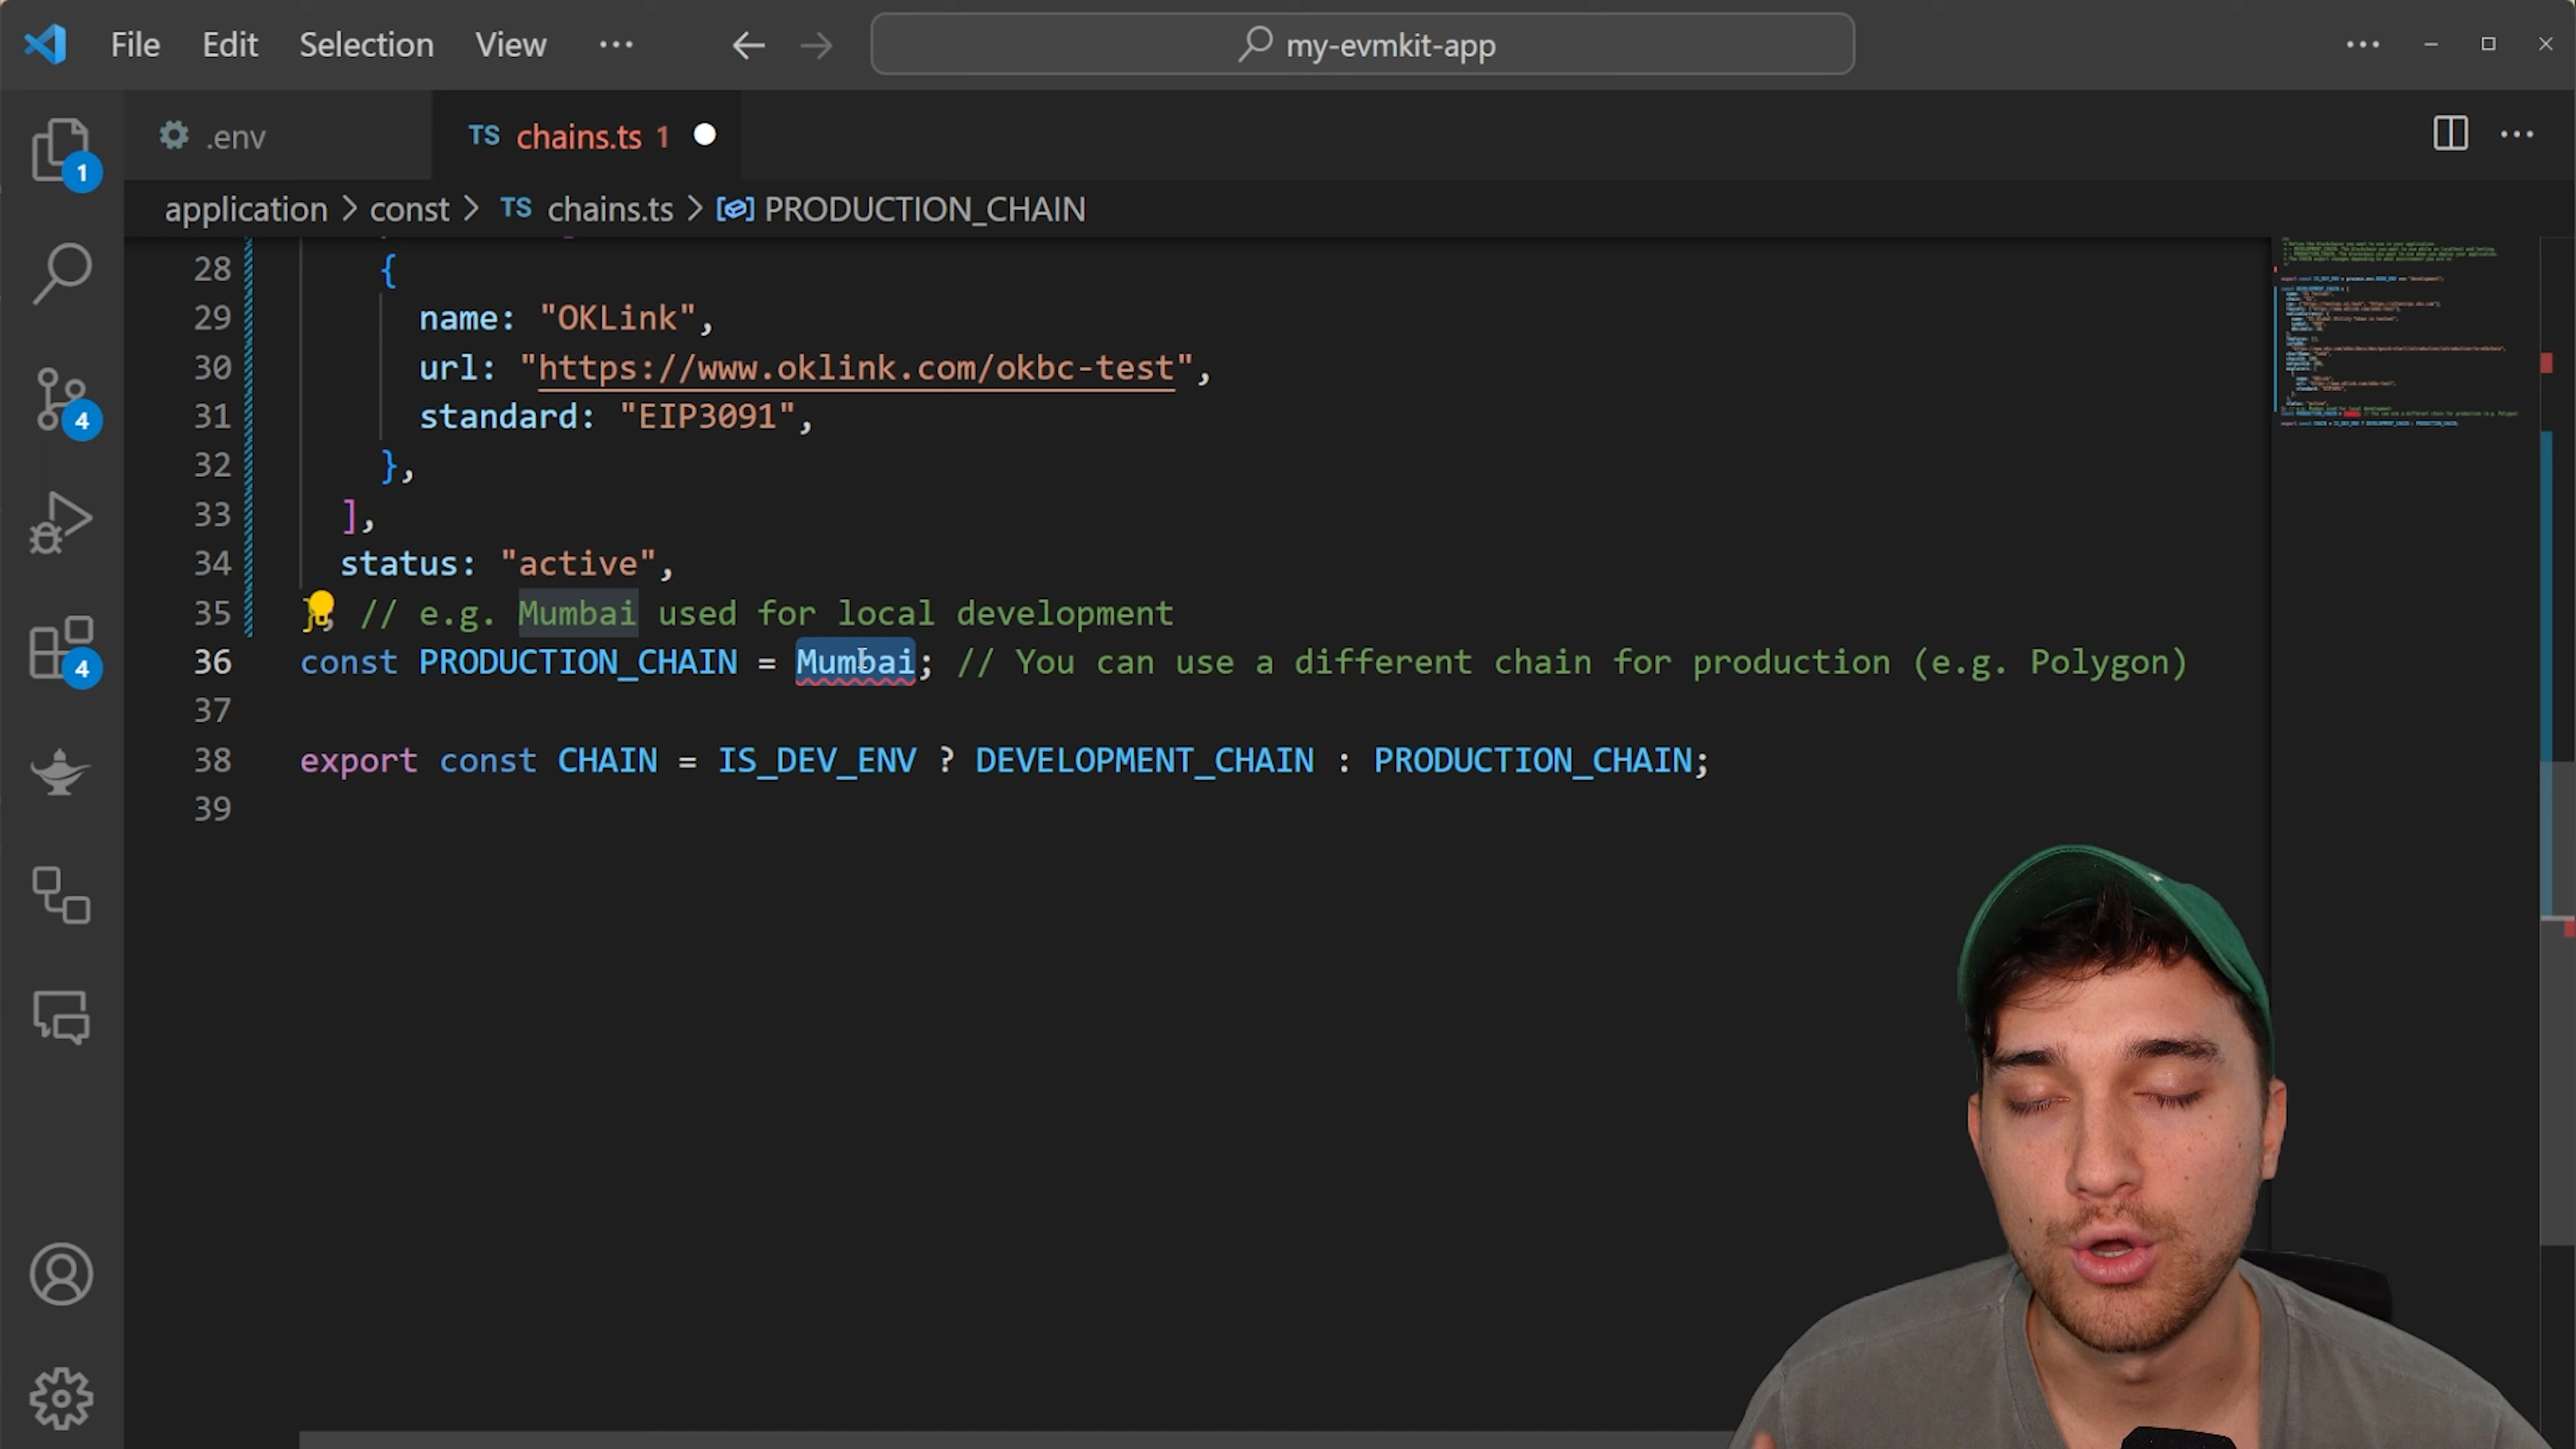 File Edit Selection View ··· my-evmkit-app
.env TS chains.ts 1
application > const > TS chains.ts > PRODUCTION_CHAIN
1
4
4
28 {
29 name: "OKLink",
30 url: "https://www.oklink.com/okbc-test",
31 standard: "EIP3091",
32 },
33 ],
34 status: "active",
35 }; // e.g. Mumbai used for local development
36 const PRODUCTION_CHAIN = Mumbai; // You can use a different chain for production (e.g. Polygon)
37
38 export const CHAIN = IS_DEV_ENV ? DEVELOPMENT_CHAIN : PRODUCTION_CHAIN;
39